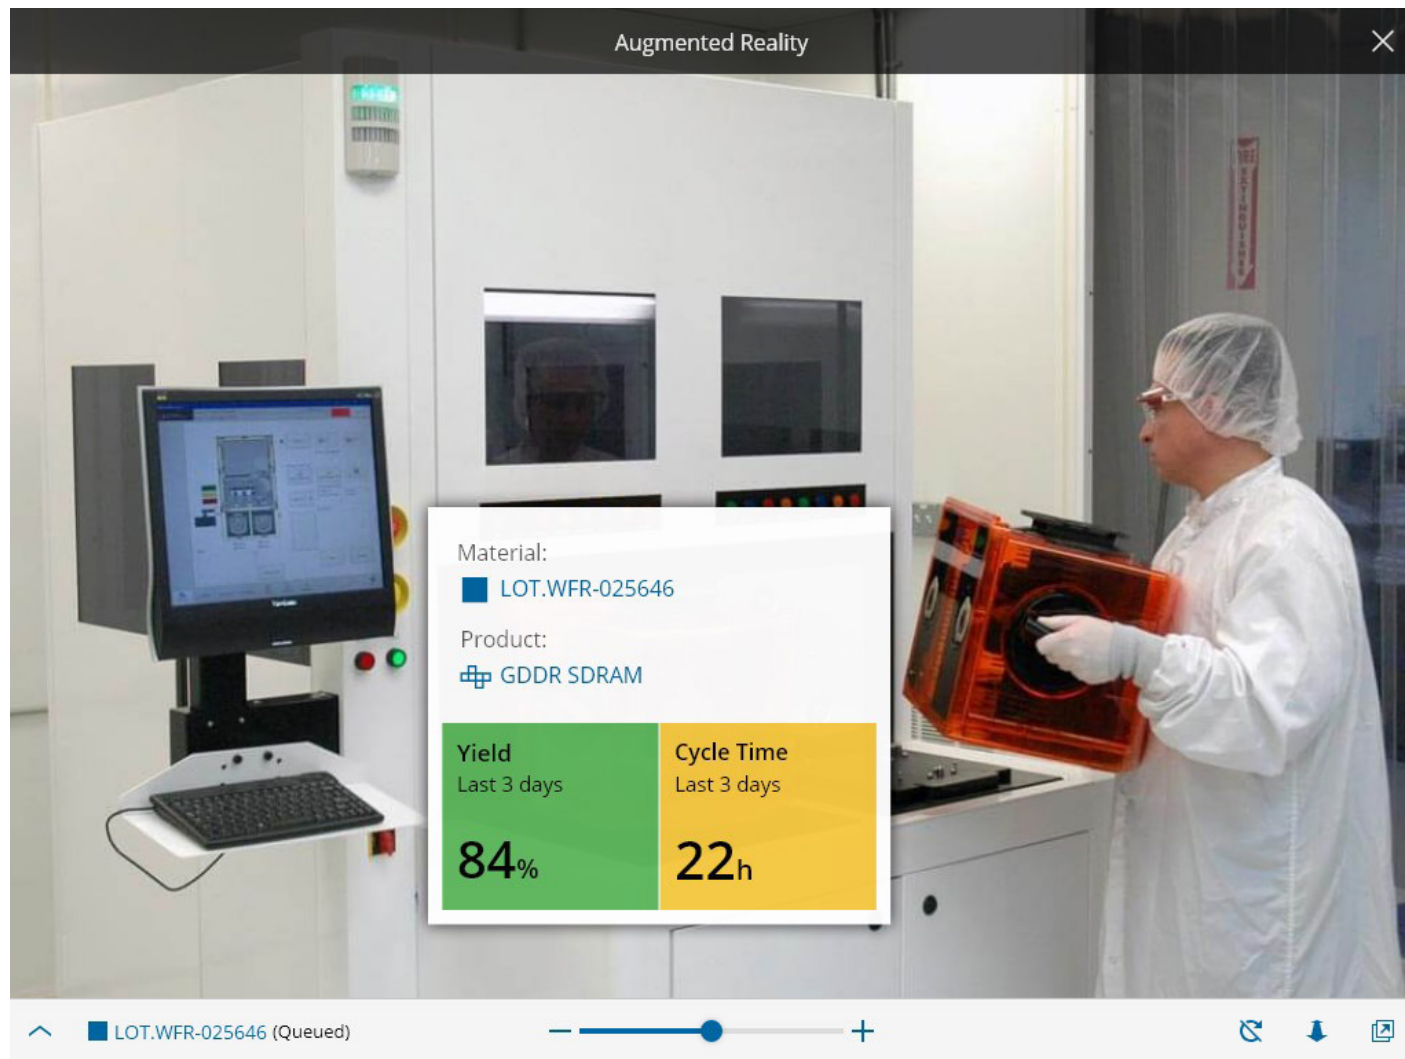 Augmented Reality
Material:
LOT.WFR-025646
Product:
GDDR SDRAM
Yield
Last 3 days
84%
Cycle Time
Last 3 days
22h
LOT.WFR-025646 (Queued)